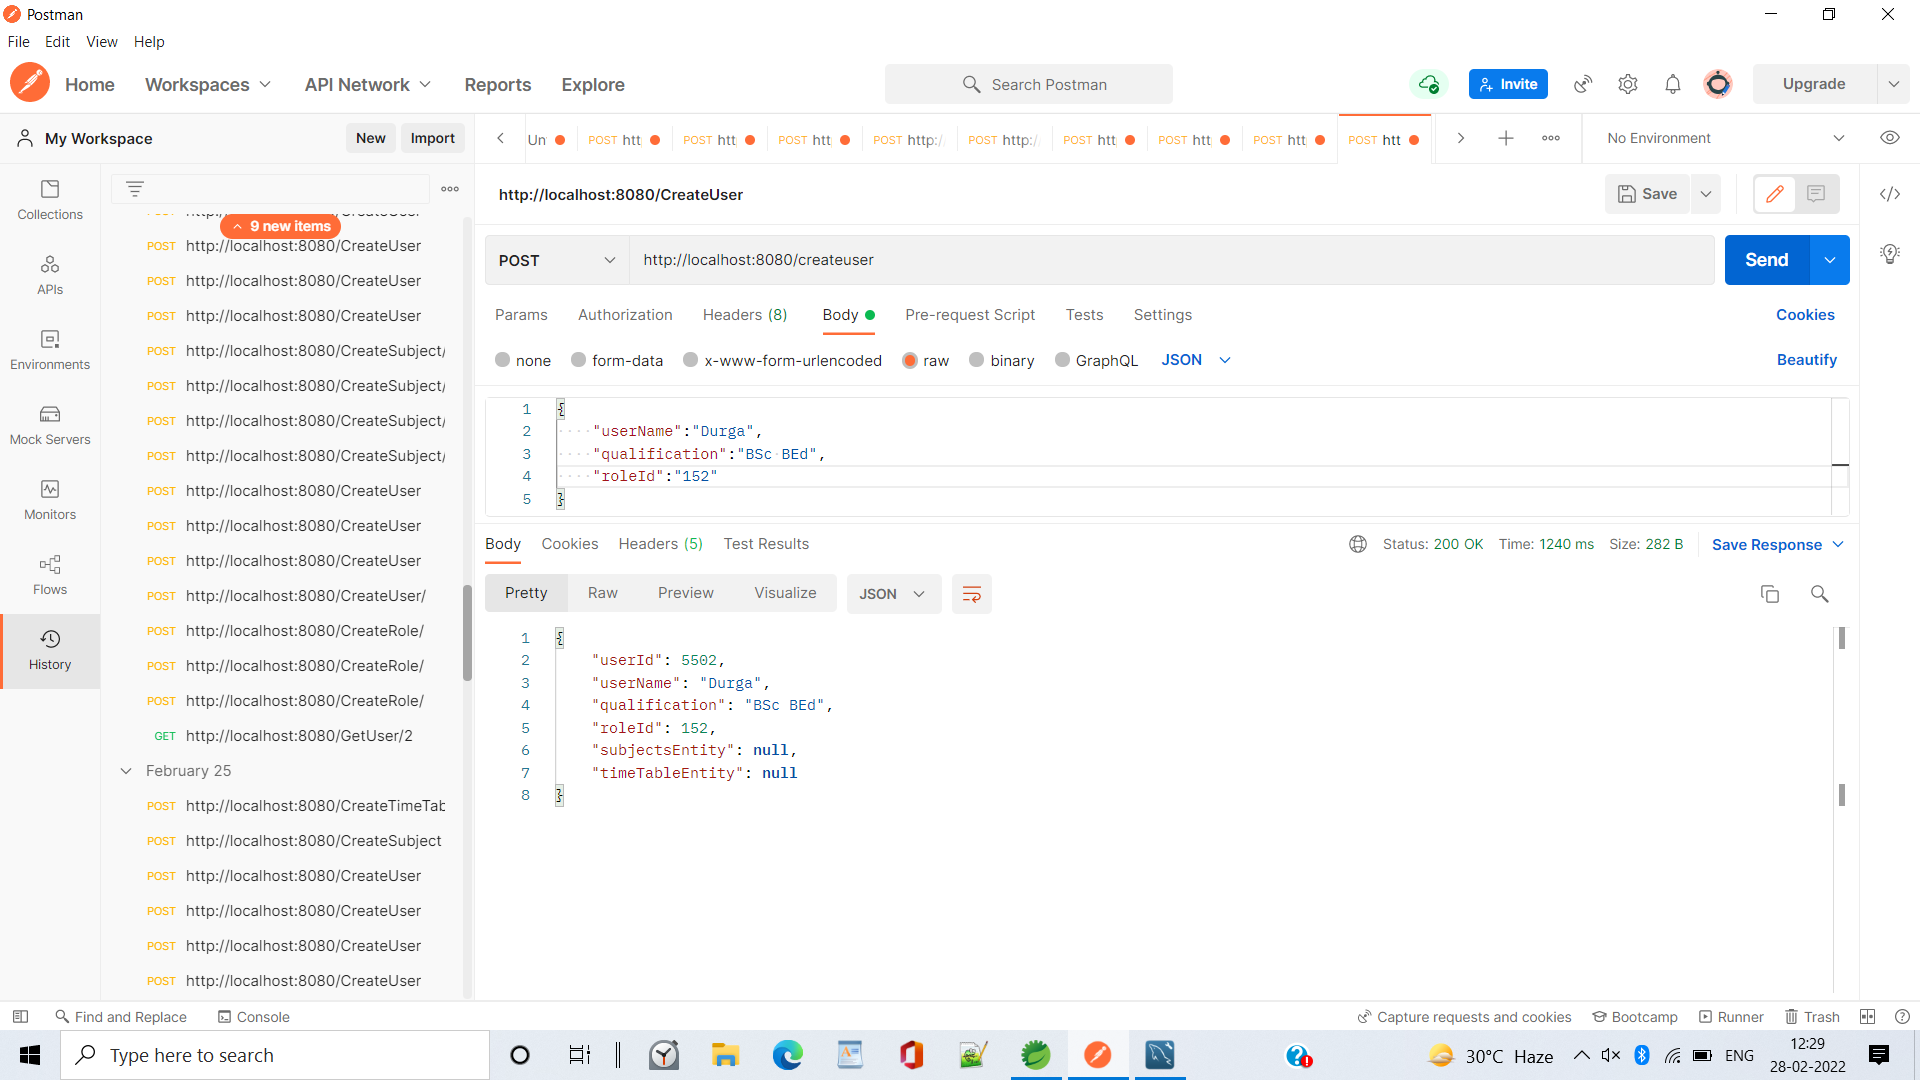 Postman
File Edit View Help
Home Workspaces API Network Reports Explore Search Postman Invite Upgrade
My Workspace New Import
Un POST htt POST htt POST htt POST http:/ POST http:/ POST htt POST htt POST htt POST htt No Environment
http://localhost:8080/CreateUser Save
POST http://localhost:8080/createuser Send
Params Authorization Headers (8) Body Pre-request Script Tests Settings Cookies
none form-data x-www-form-urlencoded raw binary GraphQL JSON Beautify
1 {
2 "userName":"Durga",
3 "qualification":"BSc BEd",
4 "roleId":"152"
5 }
Body Cookies Headers (5) Test Results Status: 200 OK Time: 1240 ms Size: 282 B Save Response
Pretty Raw Preview Visualize JSON
1 {
2 "userId": 5502,
3 "userName": "Durga",
4 "qualification": "BSc BEd",
5 "roleId": 152,
6 "subjectsEntity": null,
7 "timeTableEntity": null
8 }
Collections
APIs
Environments
Mock Servers
Monitors
Flows
History
9 new items
POST http://localhost:8080/CreateUser
POST http://localhost:8080/CreateUser
POST http://localhost:8080/CreateUser
POST http://localhost:8080/CreateSubject/
POST http://localhost:8080/CreateSubject/
POST http://localhost:8080/CreateSubject/
POST http://localhost:8080/CreateSubject/
POST http://localhost:8080/CreateUser
POST http://localhost:8080/CreateUser
POST http://localhost:8080/CreateUser
POST http://localhost:8080/CreateUser/
POST http://localhost:8080/CreateRole/
POST http://localhost:8080/CreateRole/
POST http://localhost:8080/CreateRole/
GET http://localhost:8080/GetUser/2
February 25
POST http://localhost:8080/CreateTimeTab
POST http://localhost:8080/CreateSubject
POST http://localhost:8080/CreateUser
POST http://localhost:8080/CreateUser
POST http://localhost:8080/CreateUser
POST http://localhost:8080/CreateUser
Find and Replace Console Capture requests and cookies Bootcamp Runner Trash
Type here to search 30°C Haze ENG 12:29
28-02-2022